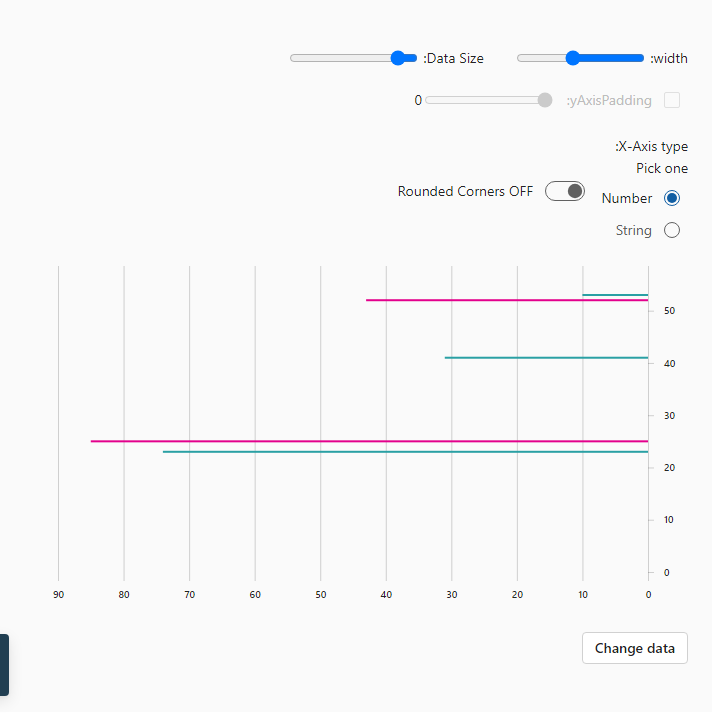 :width
:Data Size
:yAxisPadding
0
:X-Axis type
Pick one
Number
Rounded Corners OFF
String
50
40
30
20
10
0
90 80 70 60 50 40 30 20 10 0
Change data